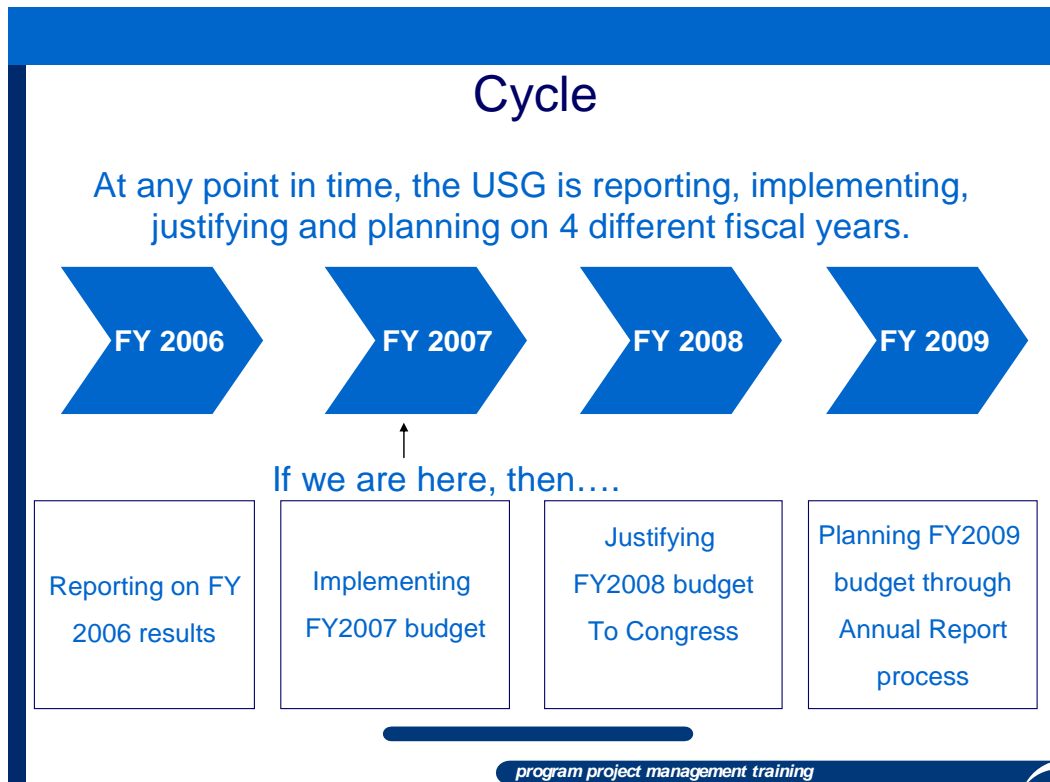 Cycle
At any point in time, the USG is reporting, implementing,
justifying and planning on 4 different fiscal years.
FY 2006
FY 2007
FY 2008
FY 2009
If we are here, then….
Reporting on FY
2006 results
Implementing
FY2007 budget
Justifying
FY2008 budget
To Congress
Planning FY2009
budget through
Annual Report
process
program project management training